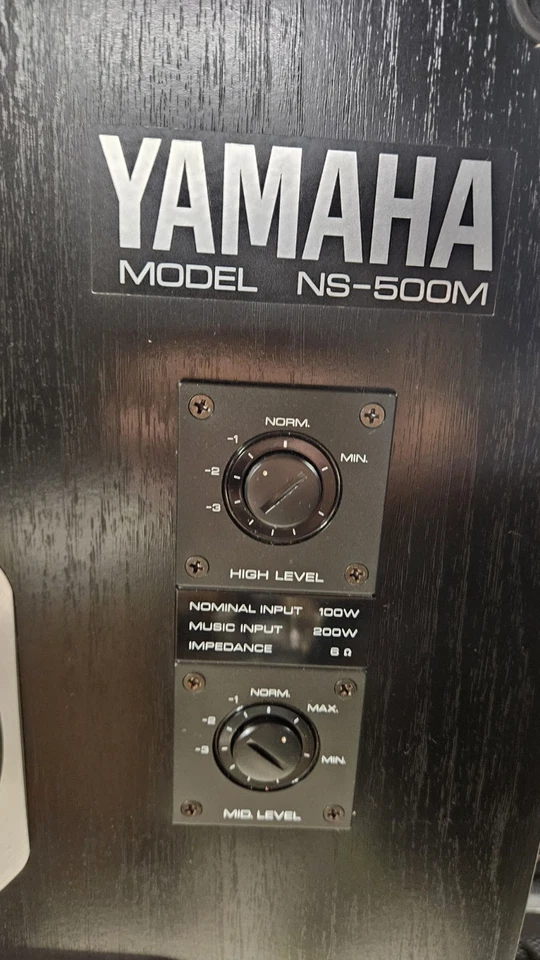 YAMAHA
MODEL NS-500M
NORM.
-1
MIN.
-2
-3
HIGH LEVEL
NOMINAL INPUT 100W
MUSIC INPUT 200W
IMPEDANCE 6 Ω
NORM.
-1
MAX.
-2
-3
MIN.
MID. LEVEL